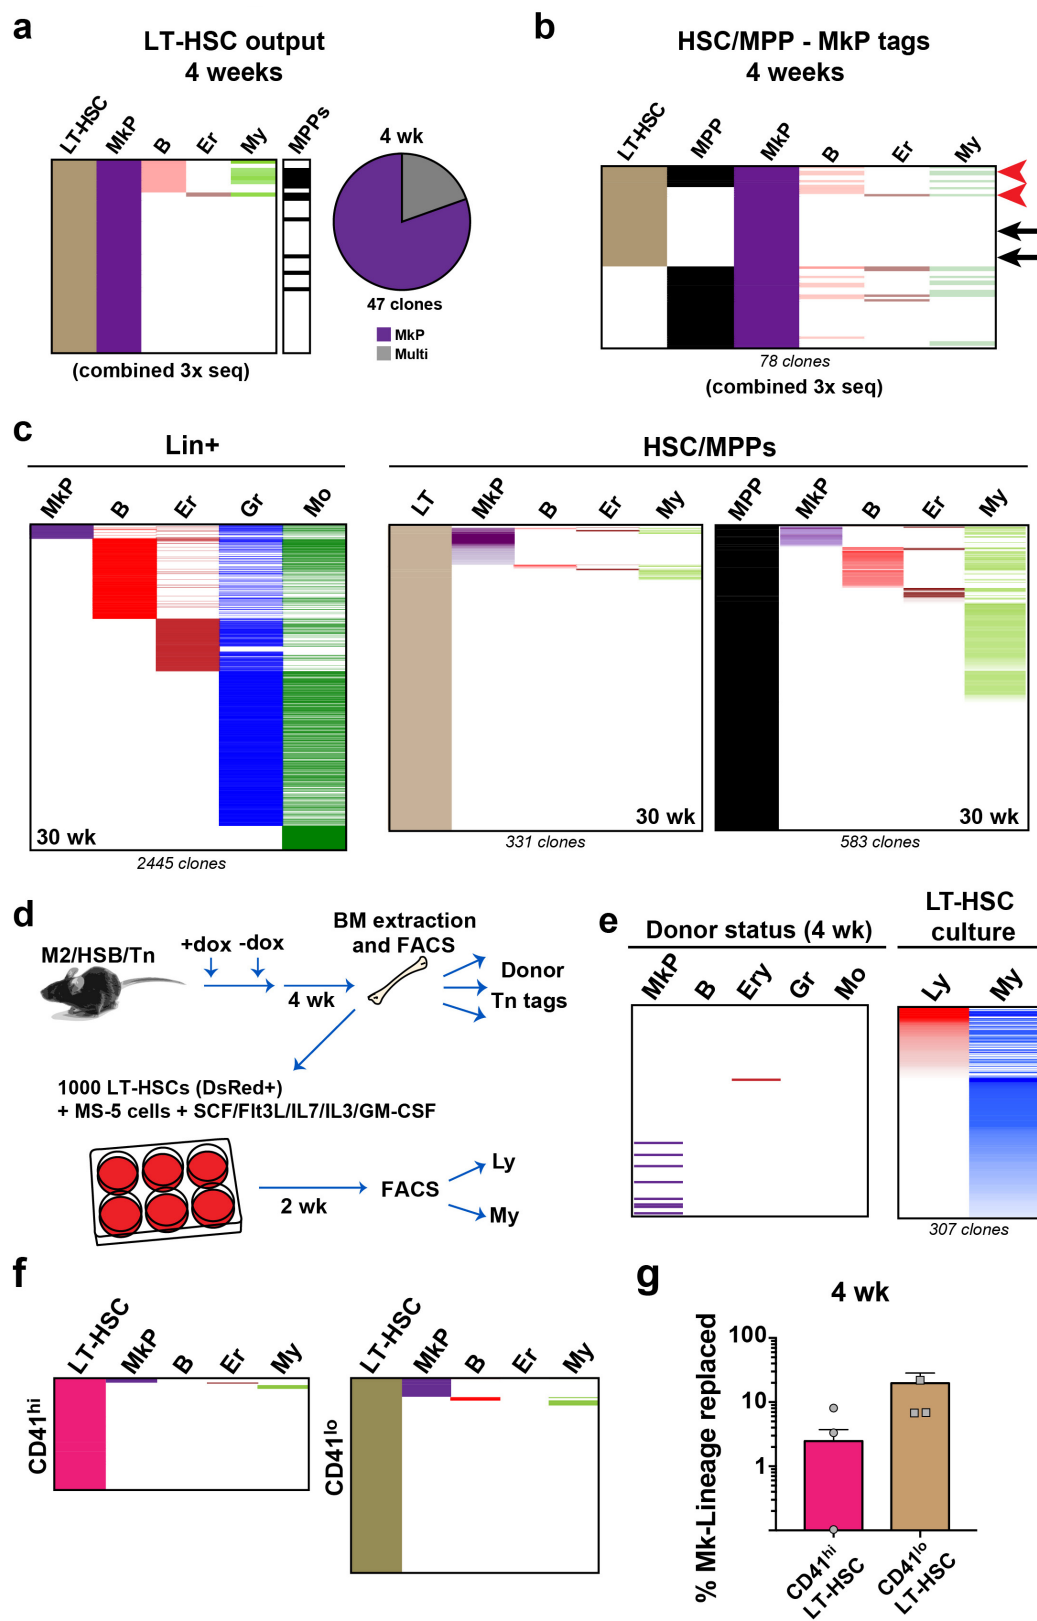 a
LT-HSC output
4 weeks
LT-HSC MkP B Er My MPPs
4 wk
47 clones
MkP
Multi
(combined 3x seq)
b
HSC/MPP - MkP tags
4 weeks
LT-HSC MPP MkP B Er My
78 clones
(combined 3x seq)
c
Lin+
MkP B Er Gr Mo
30 wk
2445 clones
HSC/MPPs
LT MkP B Er My
331 clones
30 wk
MPP MkP B Er My
30 wk
583 clones
d
M2/HSB/Tn
+dox -dox
4 wk
BM extraction
and FACS
Donor
Tn tags
1000 LT-HSCs (DsRed+)
+ MS-5 cells + SCF/Flt3L/IL7/IL3/GM-CSF
2 wk
FACS
Ly
My
e
Donor status (4 wk)
MkP B Ery Gr Mo
LT-HSC
culture
Ly My
307 clones
f
CD41hi
LT-HSC MkP B Er My
CD41lo
LT-HSC MkP B Er My
g
4 wk
% Mk-Lineage replaced
100
10
1
CD41hi
LT-HSC
CD41lo
LT-HSC